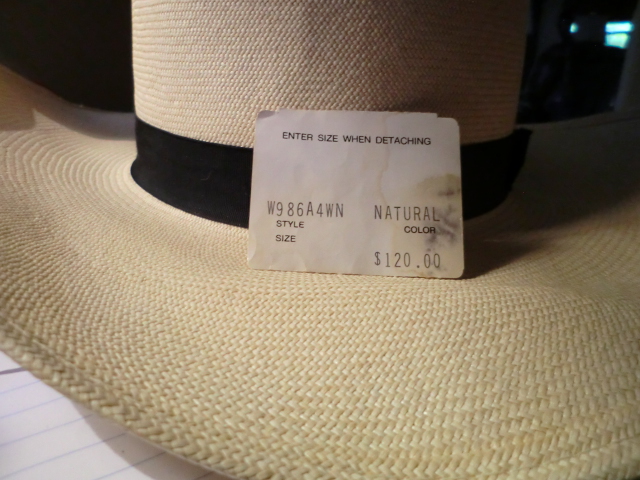 ENTER SIZE WHEN DETACHING
W986A4WN NATURAL
STYLE COLOR
SIZE
$120.00